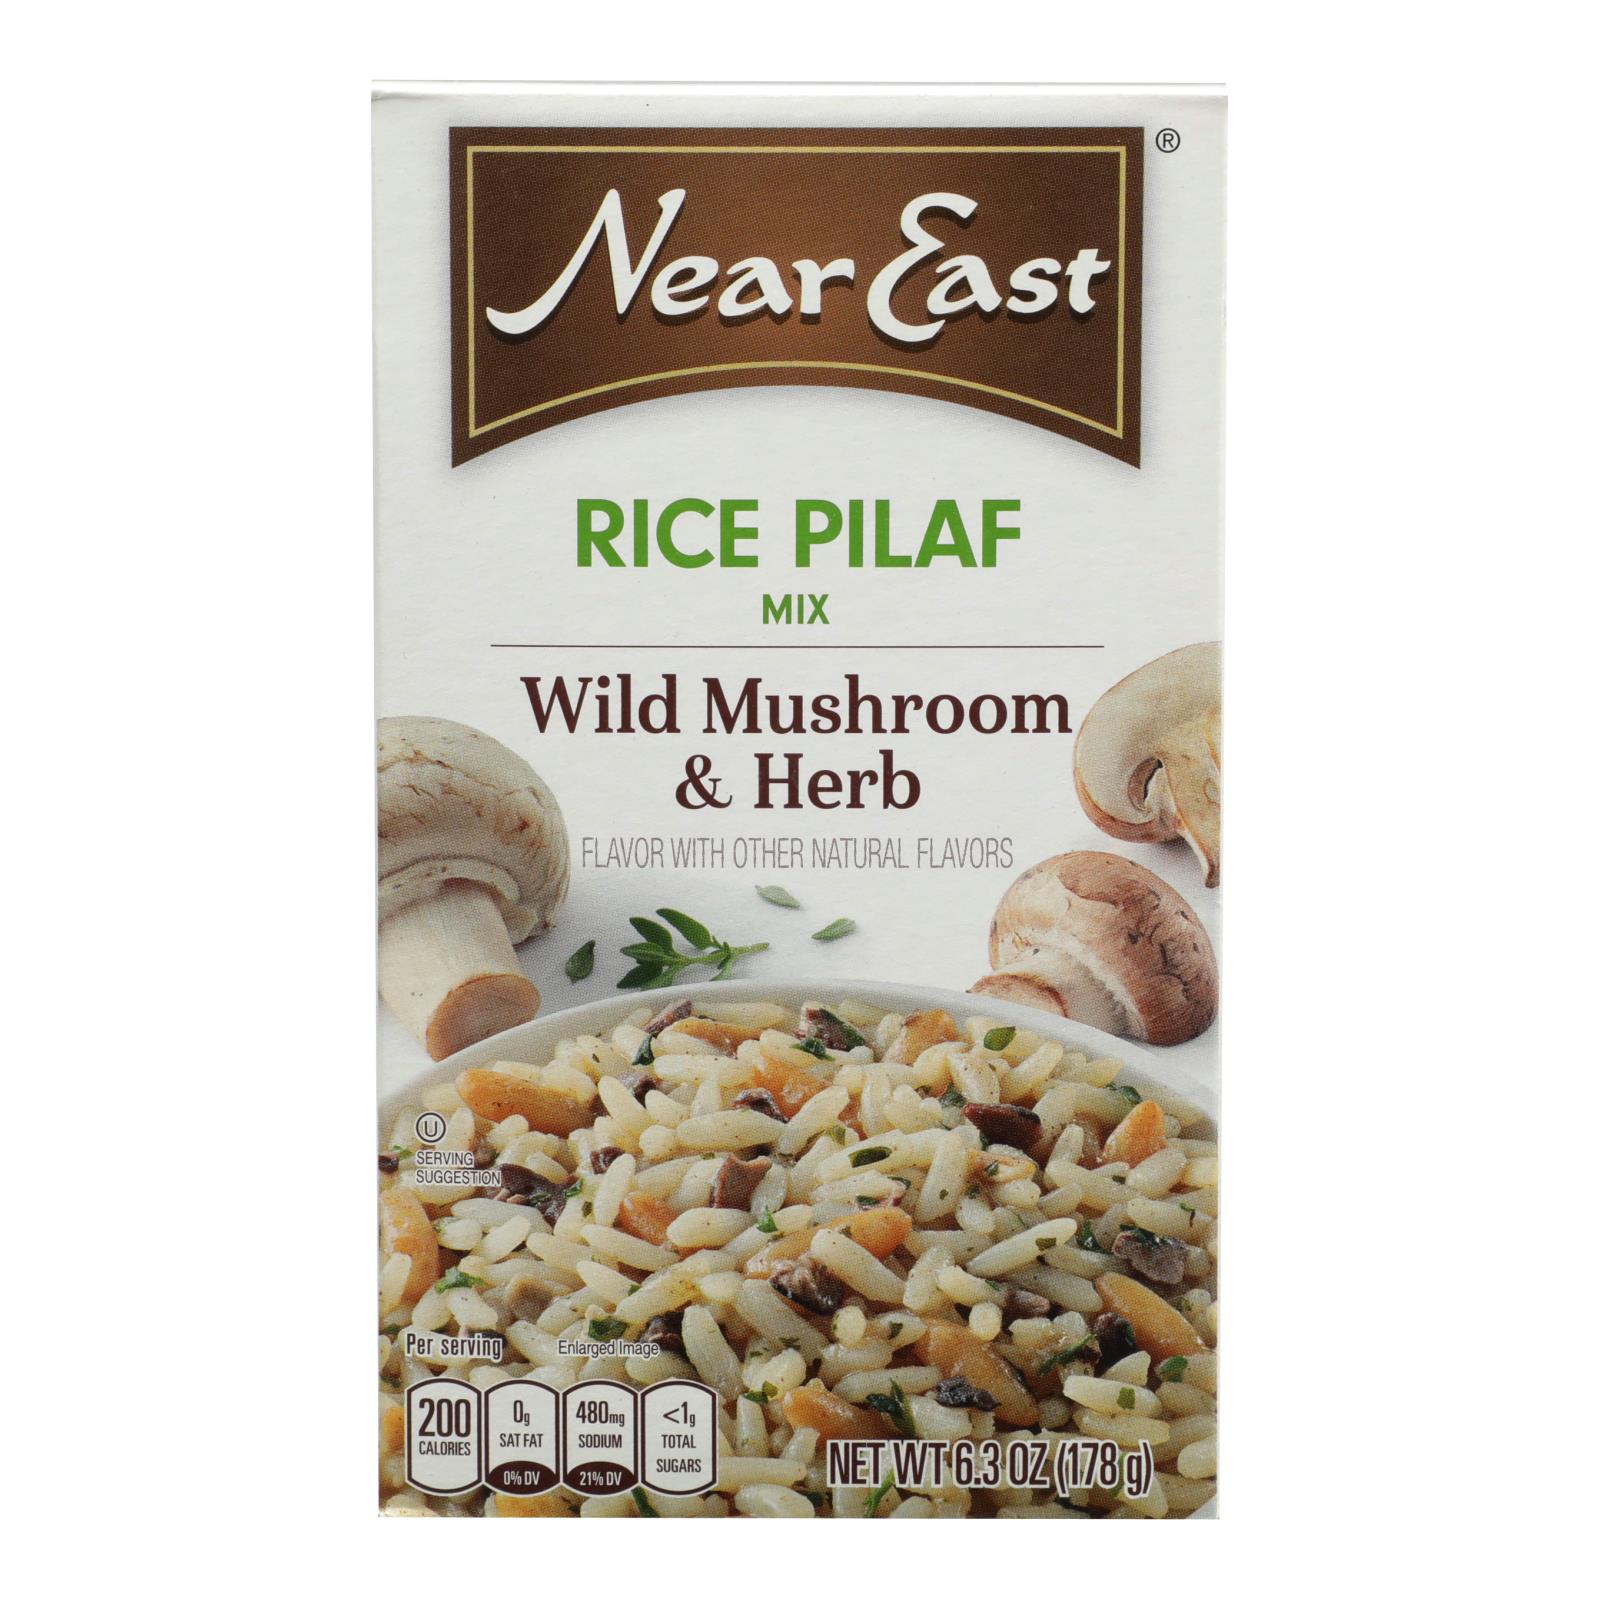 Near East ®
RICE PILAF
MIX
Wild Mushroom
& Herb
FLAVOR WITH OTHER NATURAL FLAVORS
U
SERVING
SUGGESTION
Per serving
Enlarged Image
200
CALORIES
0g
SAT FAT
0% DV
480mg
SODIUM
21% DV
<1g
TOTAL
SUGARS
NET WT 6.3 OZ (178 g)